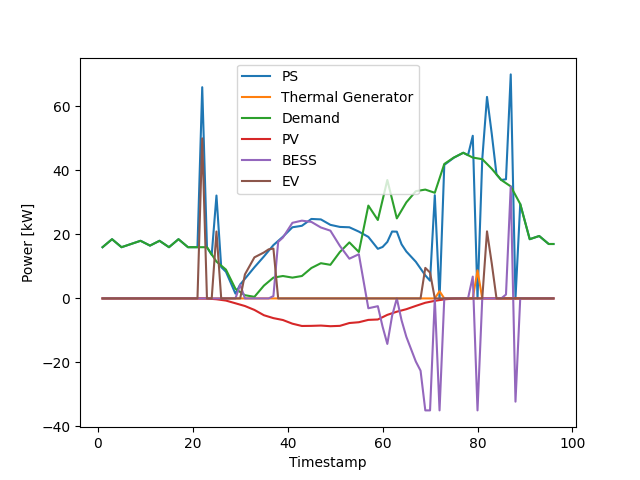 PS
Thermal Generator
Demand
PV
BESS
EV
Power [kW]
60
40
20
0
−20
−40
0 20 40 60 80 100
Timestamp